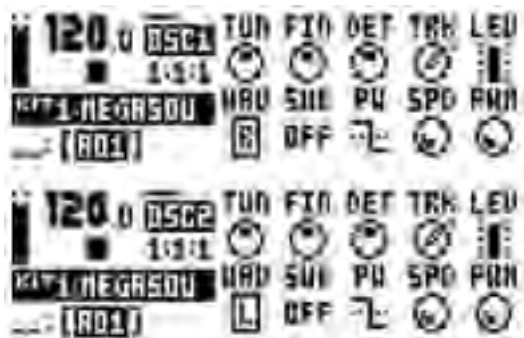 120.0 OSC1 TUN FIN DET TRK LEV
1:1:1
KIT 1:MEGASOU WAV SUB PW SPD PWM
[A01] OFF
120.0 OSC2 TUN FIN DET TRK LEV
1:1:1
KIT 1:MEGASOU WAV SUB PW SPD PWM
[A01] OFF